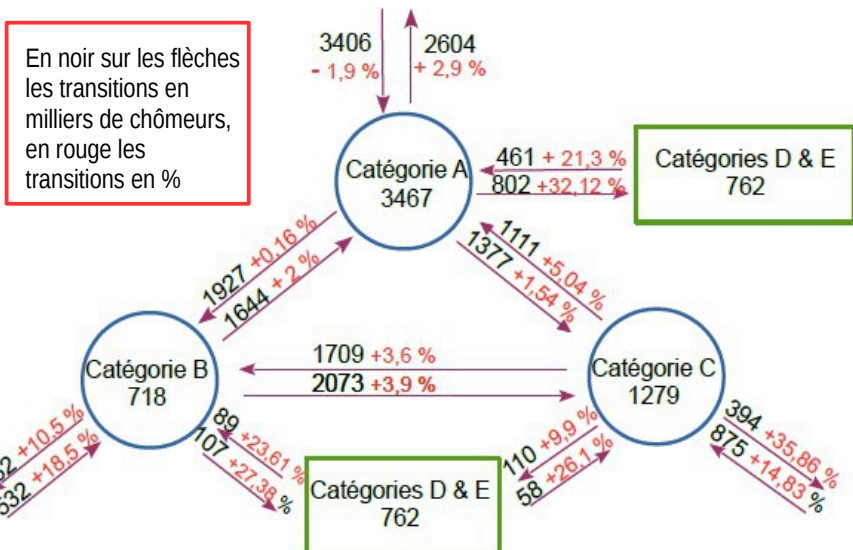 En noir sur les flèches
les transitions en
milliers de chômeurs,
en rouge les
transitions en %
3406
- 1,9 %
2604
+ 2,9 %
Catégorie A
3467
461 + 21,3 %
802 +32,12 %
Catégories D & E
762
1927 +0,16 %
1644 + 2 %
1111 +5,04 %
1377 +1,54 %
Catégorie B
718
1709 +3,6 %
2073 +3,9 %
Catégorie C
1279
+10,5 %
532 +18,5 %
89 +23,61 %
107 +27,38 %
Catégories D & E
762
110 +9,9 %
58 +26,1 %
394 +35,86 %
875 +14,83 %